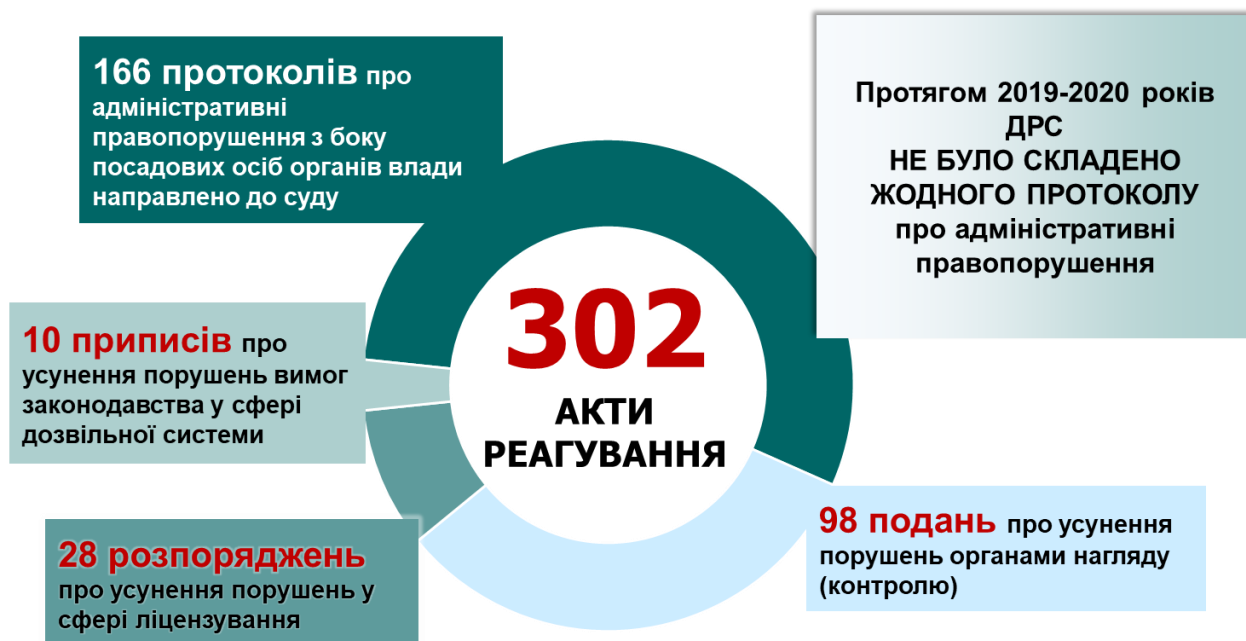 166 протоколів про
адміністративні
правопорушення з боку
посадових осіб органів влади
направлено до суду
Протягом 2019-2020 років
ДРС
НЕ БУЛО СКЛАДЕНО
ЖОДНОГО ПРОТОКОЛУ
про адміністративні
правопорушення
302
АКТИ
РЕАГУВАННЯ
10 приписів про
усунення порушень вимог
законодавства у сфері
дозвільної системи
28 розпоряджень
про усунення порушень у
сфері ліцензування
98 подань про усунення
порушень органами нагляду
(контролю)